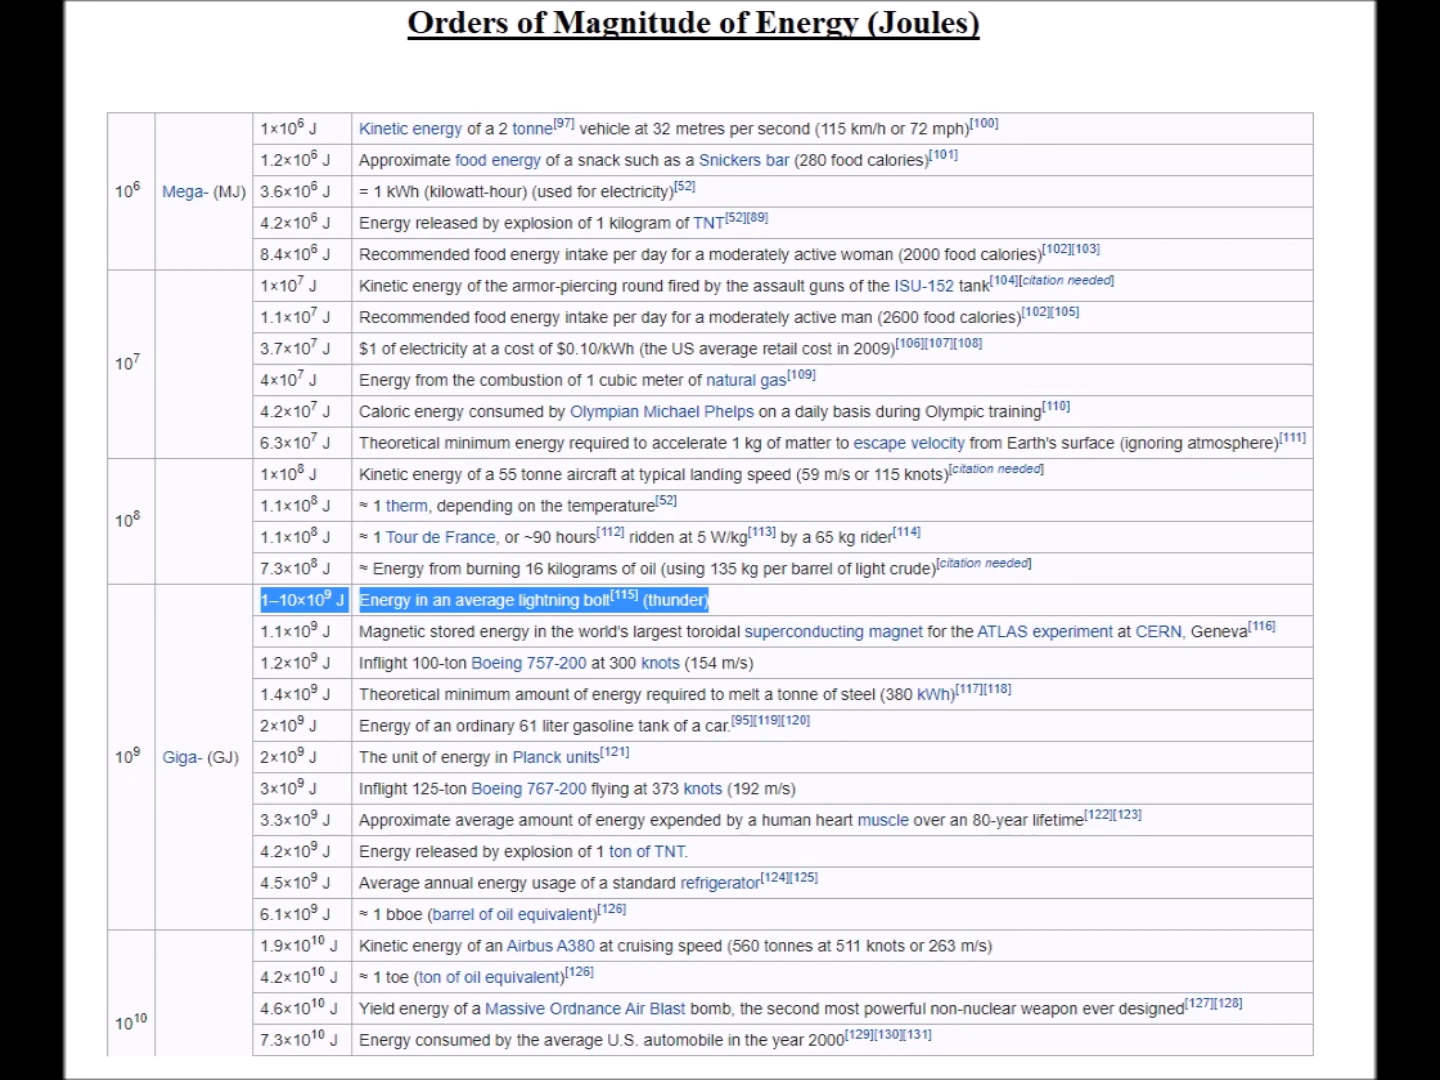 Orders of Magnitude of Energy (Joules)
10⁶ Mega- (MJ) 1×10⁶ J Kinetic energy of a 2 tonne[97] vehicle at 32 metres per second (115 km/h or 72 mph)[100]
1.2×10⁶ J Approximate food energy of a snack such as a Snickers bar (280 food calories)[101]
3.6×10⁶ J = 1 kWh (kilowatt-hour) (used for electricity)[52]
4.2×10⁶ J Energy released by explosion of 1 kilogram of TNT[52][89]
8.4×10⁶ J Recommended food energy intake per day for a moderately active woman (2000 food calories)[102][103]
10⁷ 1×10⁷ J Kinetic energy of the armor-piercing round fired by the assault guns of the ISU-152 tank[104][citation needed]
1.1×10⁷ J Recommended food energy intake per day for a moderately active man (2600 food calories)[102][105]
3.7×10⁷ J $1 of electricity at a cost of $0.10/kWh (the US average retail cost in 2009)[106][107][108]
4×10⁷ J Energy from the combustion of 1 cubic meter of natural gas[109]
4.2×10⁷ J Caloric energy consumed by Olympian Michael Phelps on a daily basis during Olympic training[110]
6.3×10⁷ J Theoretical minimum energy required to accelerate 1 kg of matter to escape velocity from Earth's surface (ignoring atmosphere)[111]
10⁸ 1×10⁸ J Kinetic energy of a 55 tonne aircraft at typical landing speed (59 m/s or 115 knots)[citation needed]
1.1×10⁸ J ≈ 1 therm, depending on the temperature[52]
1.1×10⁸ J ≈ 1 Tour de France, or ~90 hours[112] ridden at 5 W/kg[113] by a 65 kg rider[114]
7.3×10⁸ J ≈ Energy from burning 16 kilograms of oil (using 135 kg per barrel of light crude)[citation needed]
10⁹ Giga- (GJ) 1–10×10⁹ J Energy in an average lightning bolt[115] (thunder)
1.1×10⁹ J Magnetic stored energy in the world's largest toroidal superconducting magnet for the ATLAS experiment at CERN, Geneva[116]
1.2×10⁹ J Inflight 100-ton Boeing 757-200 at 300 knots (154 m/s)
1.4×10⁹ J Theoretical minimum amount of energy required to melt a tonne of steel (380 kWh)[117][118]
2×10⁹ J Energy of an ordinary 61 liter gasoline tank of a car.[95][119][120]
2×10⁹ J The unit of energy in Planck units[121]
3×10⁹ J Inflight 125-ton Boeing 767-200 flying at 373 knots (192 m/s)
3.3×10⁹ J Approximate average amount of energy expended by a human heart muscle over an 80-year lifetime[122][123]
4.2×10⁹ J Energy released by explosion of 1 ton of TNT.
4.5×10⁹ J Average annual energy usage of a standard refrigerator[124][125]
6.1×10⁹ J ≈ 1 bboe (barrel of oil equivalent)[126]
10¹⁰ 1.9×10¹⁰ J Kinetic energy of an Airbus A380 at cruising speed (560 tonnes at 511 knots or 263 m/s)
4.2×10¹⁰ J ≈ 1 toe (ton of oil equivalent)[126]
4.6×10¹⁰ J Yield energy of a Massive Ordnance Air Blast bomb, the second most powerful non-nuclear weapon ever designed[127][128]
7.3×10¹⁰ J Energy consumed by the average U.S. automobile in the year 2000[129][130][131]